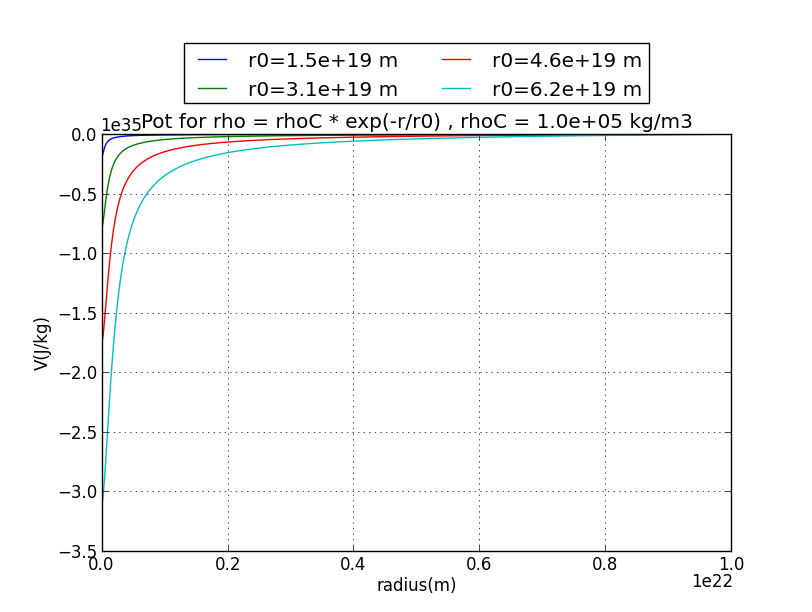 r0=1.5e+19 m r0=4.6e+19 m
r0=3.1e+19 m r0=6.2e+19 m
1e35
Pot for rho = rhoC * exp(-r/r0) , rhoC = 1.0e+05 kg/m3
0.0
−0.5
−1.0
−1.5
−2.0
−2.5
−3.0
−3.5
V(J/kg)
0.0 0.2 0.4 0.6 0.8 1.0
radius(m)
1e22